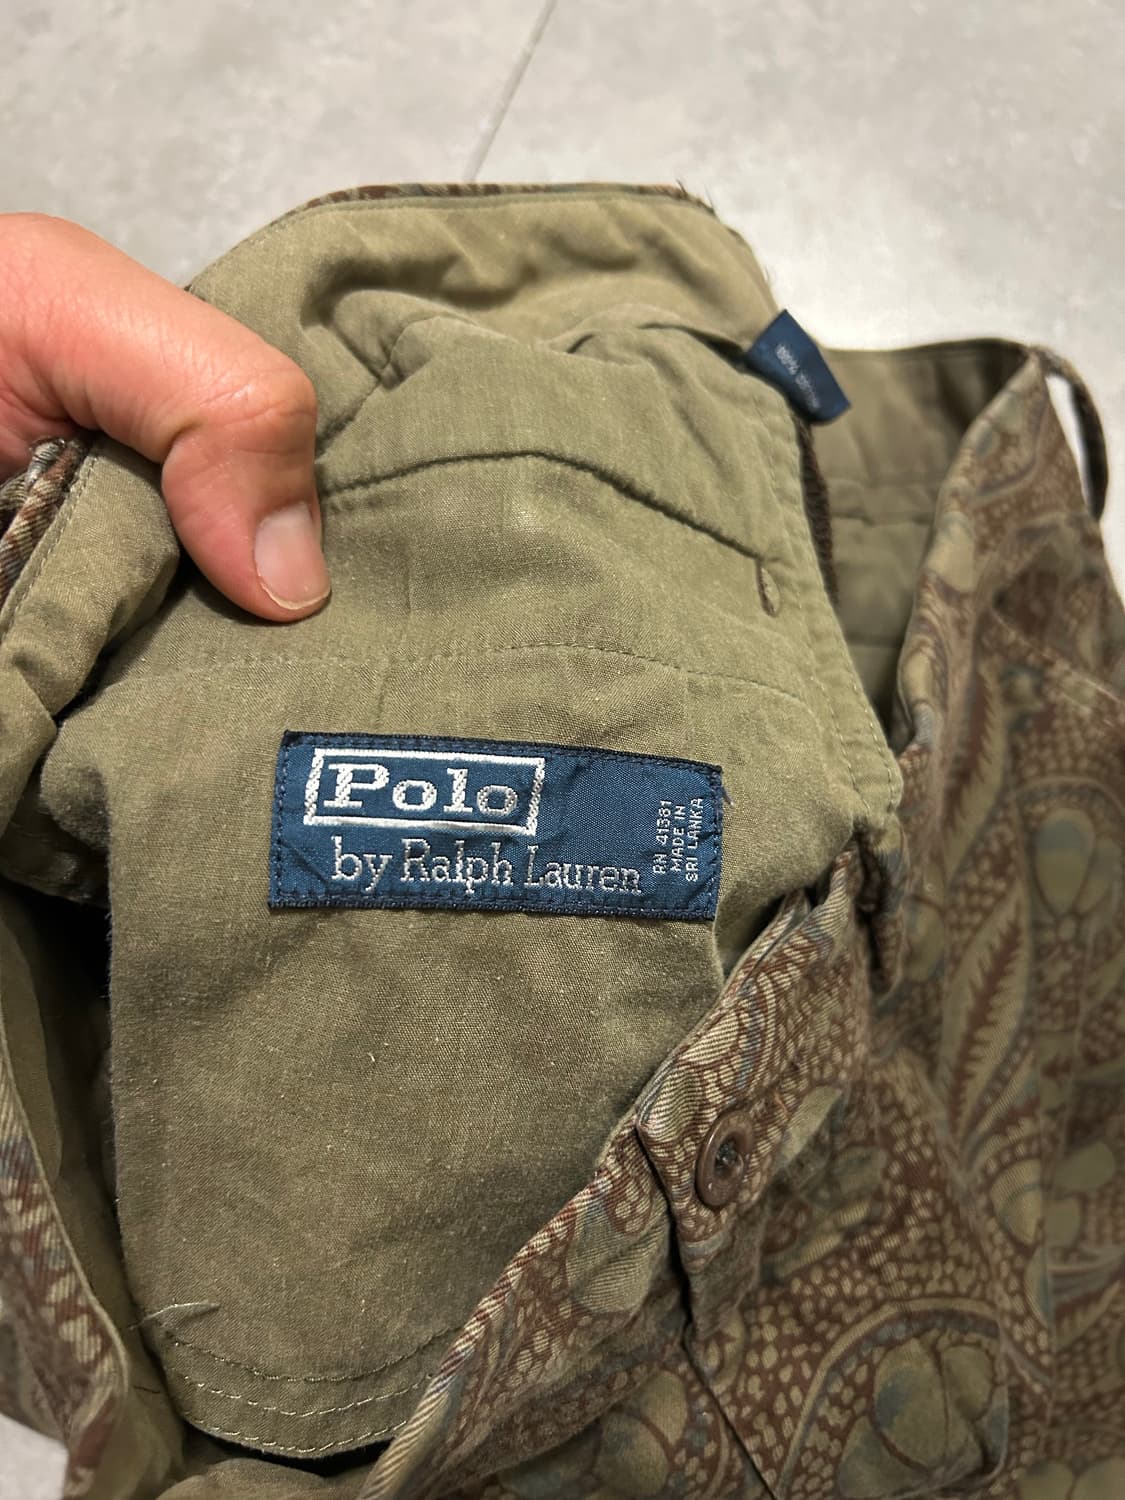 Polo
by Ralph Lauren
RN 41381
MADE IN
SRI LANKA